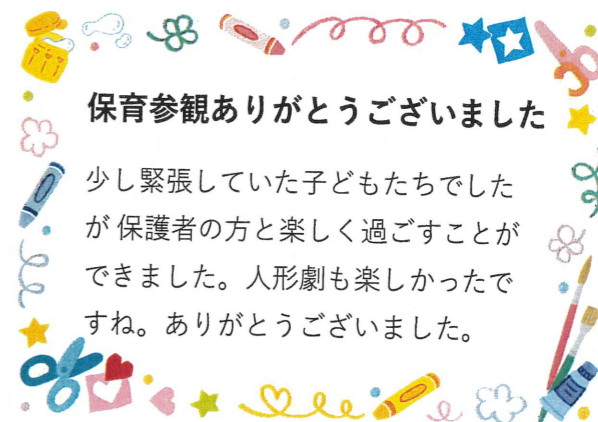 保育参観ありがとうございました
少し緊張していた子どもたちでした
が 保護者の方と楽しく過ごすことが
できました。人形劇も楽しかったで
すね。ありがとうございました。